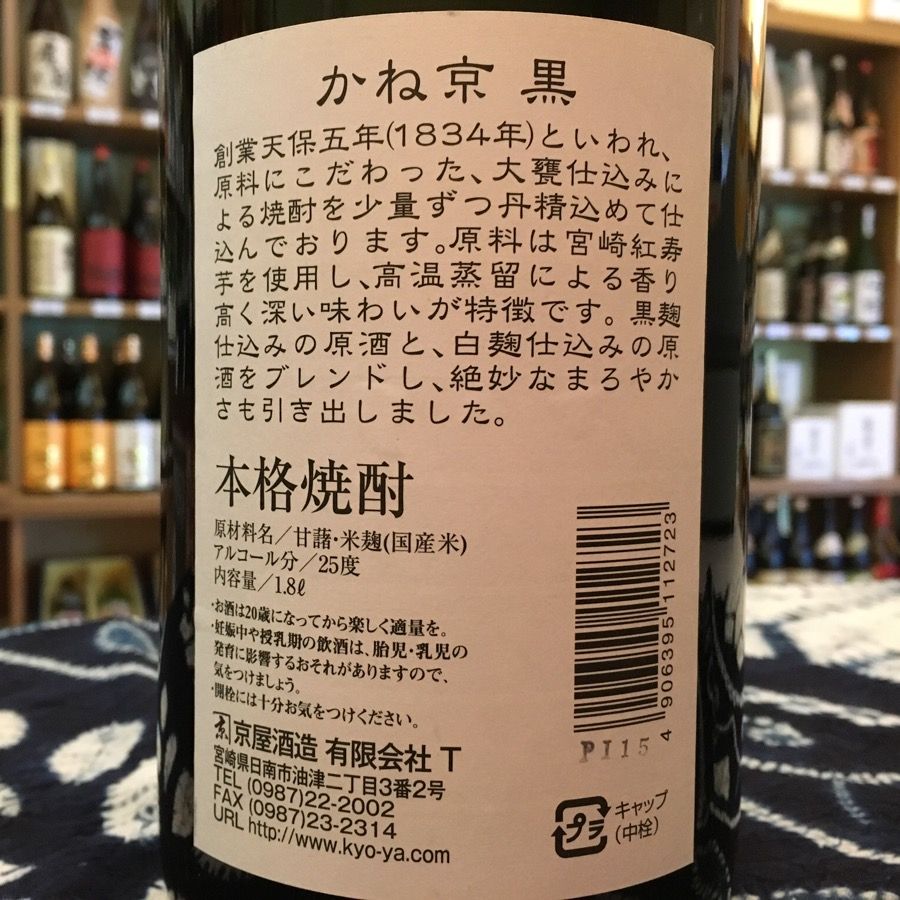 かね京 黒
創業天保五年(1834年)といわれ、
原料にこだわった、大甕仕込みに
よる焼酎を少量ずつ丹精込めて仕
込んでおります。原料は宮崎紅寿
芋を使用し、高温蒸留による香り
高く深い味わいが特徴です。黒麹
仕込みの原酒と、白麹仕込みの原
酒をブレンドし、絶妙なまろやか
さも引き出しました。
本格焼酎
原材料名/甘藷・米麹(国産米)
アルコール分/25度
内容量/1.8ℓ
・お酒は20歳になってから楽しく適量を。
・妊娠中や授乳期の飲酒は、胎児・乳児の
発育に影響するおそれがありますので、
気をつけましょう。
・開栓には十分お気をつけください。
京 京屋酒造 有限会社 T
宮崎県日南市油津二丁目3番2号
TEL (0987)22-2002
FAX (0987)23-2314
URL http://www.kyo-ya.com
4 906395 112723
PI15
プラ
キャップ
(中栓)